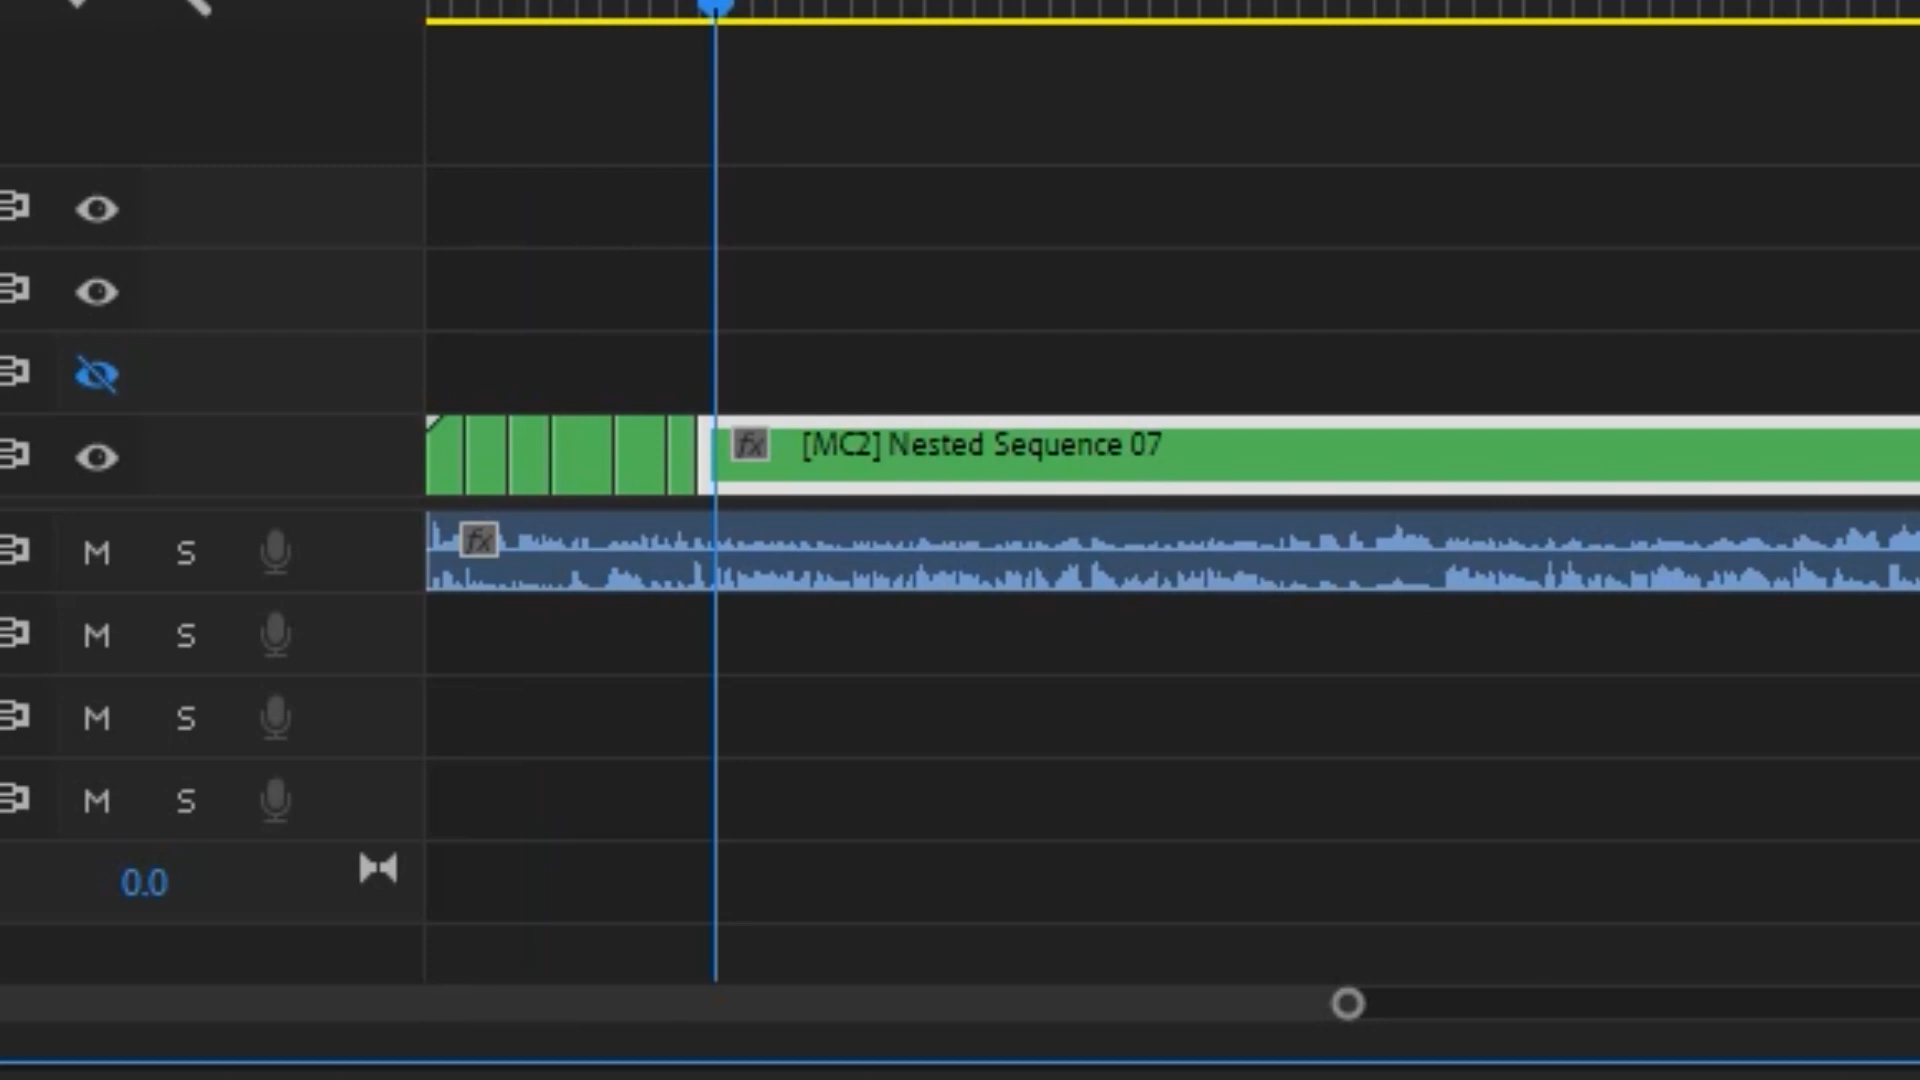 fx [MC2] Nested Sequence 07
M S fx
M S
M S
M S
0.0